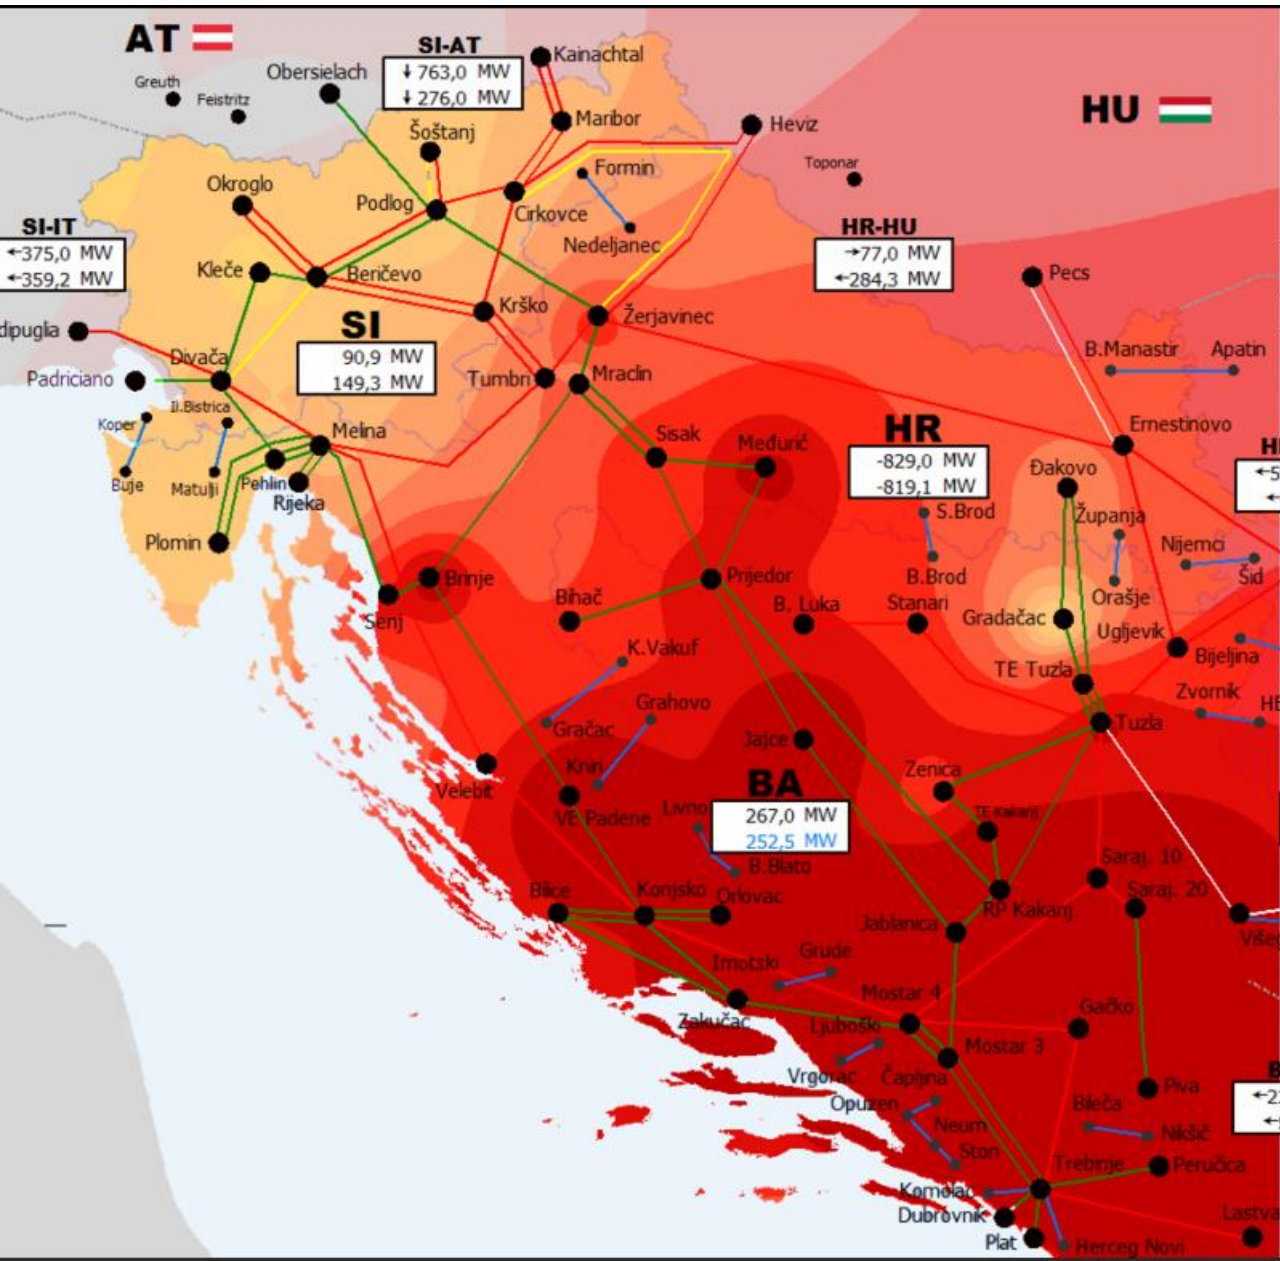 AT
SI-AT
↓763,0 MW
↓276,0 MW
Kainachtal
Greuth
Obersielach
Feistritz
HU
Maribor
Heviz
Šoštanj
Toponar
Formin
Okroglo
Podlog
Cirkovce
SI-IT
←375,0 MW
←359,2 MW
Nedeljanec
HR-HU
→77,0 MW
←284,3 MW
Kleče
Beričevo
Pecs
Krško
Žerjavinec
dipuglia
SI
90,9 MW
149,3 MW
B.Manastir
Apatin
Divača
Padriciano
Tumbri
Mraclin
Il.Bistrica
Koper
Melina
Sisak
Međurić
HR
-829,0 MW
-819,1 MW
Ernestinovo
Đakovo
Buje
Matulji
Pehlin
Rijeka
S.Brod
Županja
Plomin
Nijemci
Šid
Brinje
Prijedor
B.Brod
Orašje
Senj
Bihać
B. Luka
Stanari
Gradačac
Ugljevik
Bijeljina
K.Vakuf
TE Tuzla
Zvornik
Grahovo
Gračac
Jajce
Tuzla
Velebit
Knin
Zenica
BA
267,0 MW
252,5 MW
VE Padene
Livno
TE Kakanj
B.Blato
Saraj. 10
Bilice
Konjsko
Orlovac
RP Kakanj
Saraj. 20
Jablanica
Imotski
Grude
Mostar 4
Gačko
Zakučac
Ljuboški
Mostar 3
Vrgorac
Čapljina
Opuzen
Piva
Bileća
Neum
Nikšić
Ston
Trebinje
Peručica
Komolac
Dubrovnik
Plat
Herceg Novi